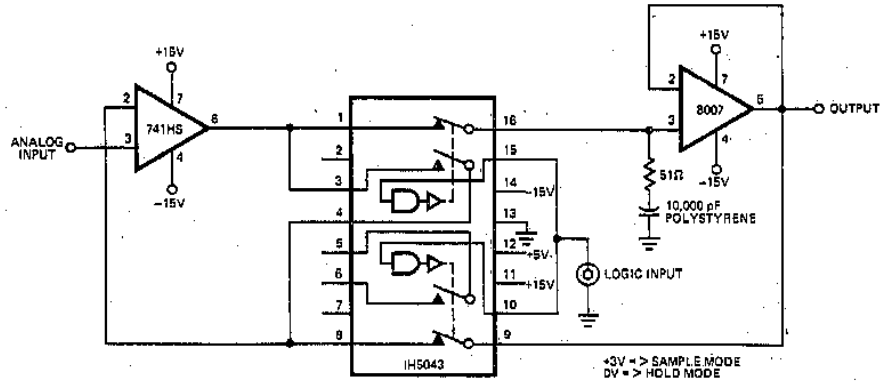 +15V
2
7
6
741HS
ANALOG
INPUT
3
4
-15V
1
2
3
4
5
6
7
8
16
15
14
-15V
13
12
+5V
11
+15V
10
9
IH5043
+15V
2
7
8007
5
OUTPUT
3
4
-15V
51Ω
10,000 pF
POLYSTYRENE
LOGIC INPUT
+3V = > SAMPLE MODE
0V = > HOLD MODE